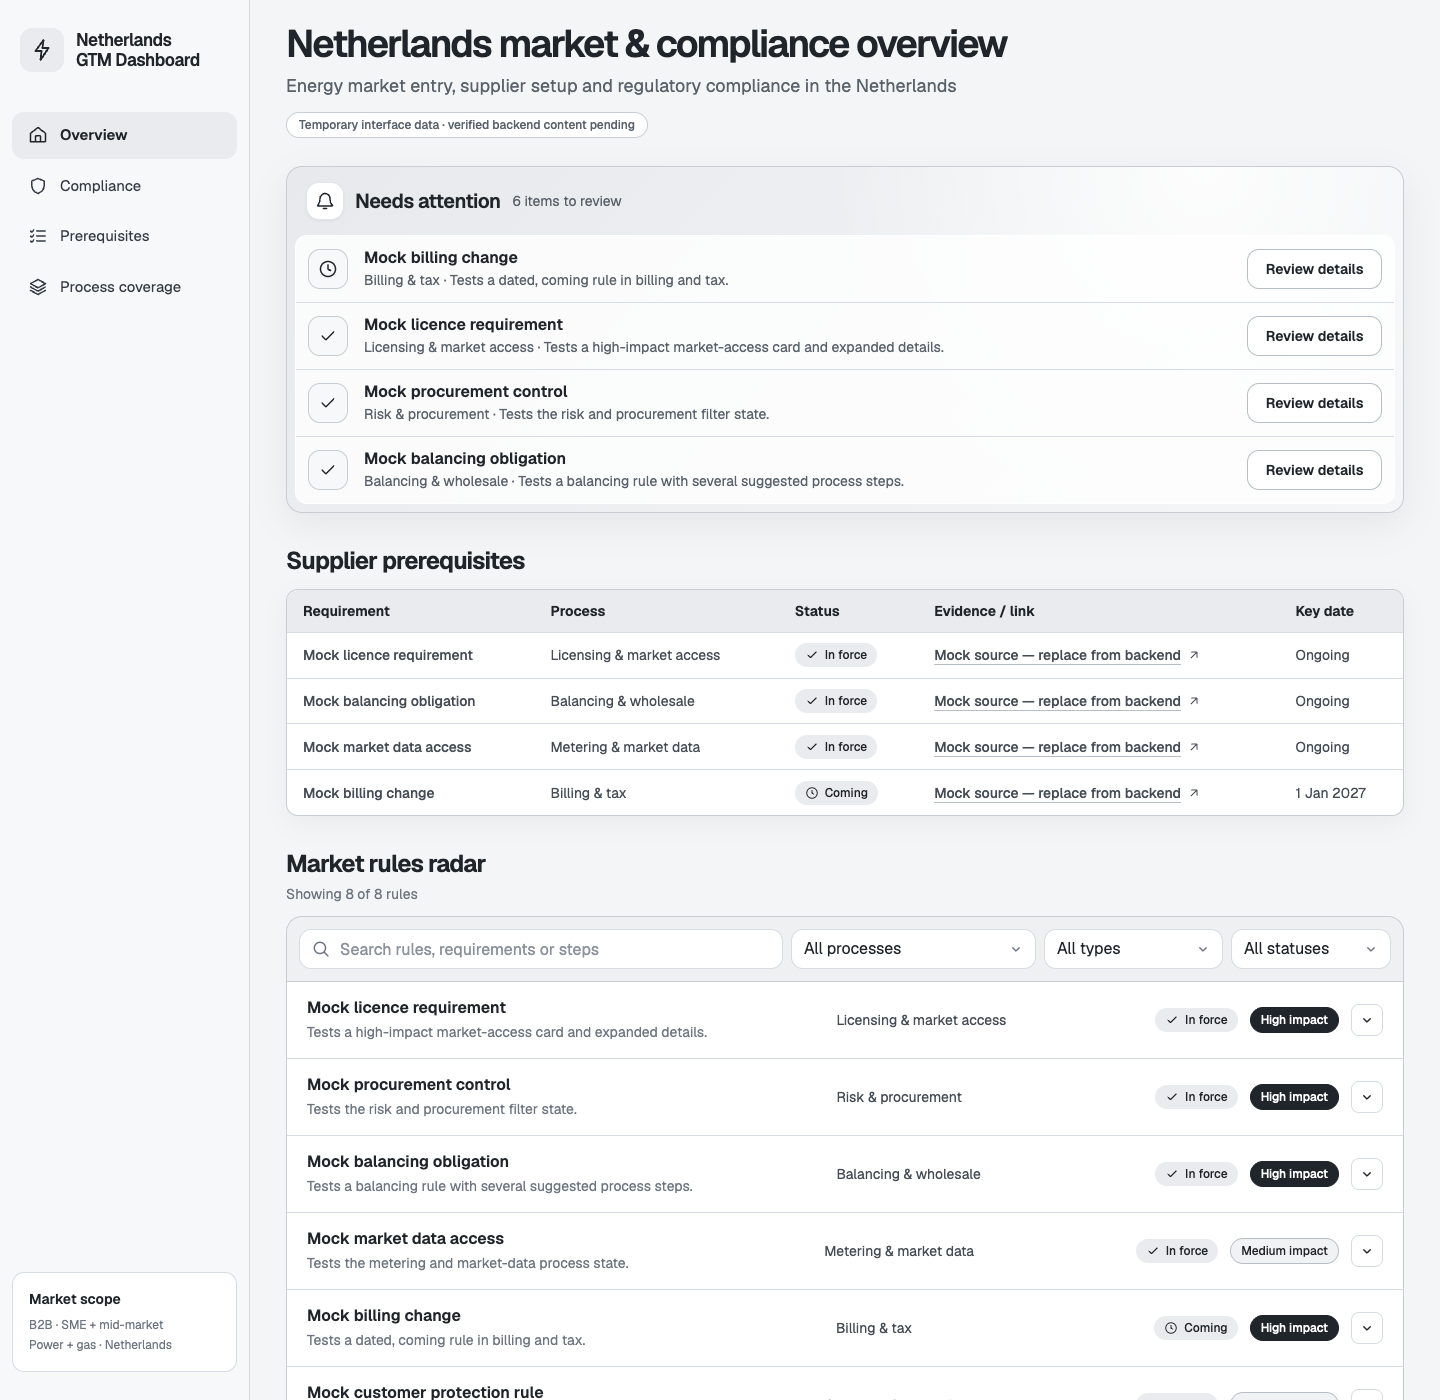 Netherlands
GTM Dashboard
Overview
Compliance
Prerequisites
Process coverage
Market scope
B2B · SME + mid-market
Power + gas · Netherlands
Netherlands market & compliance overview
Energy market entry, supplier setup and regulatory compliance in the Netherlands
Temporary interface data · verified backend content pending
Needs attention 6 items to review
Mock billing change
Billing & tax · Tests a dated, coming rule in billing and tax.
Review details
Mock licence requirement
Licensing & market access · Tests a high-impact market-access card and expanded details.
Review details
Mock procurement control
Risk & procurement · Tests the risk and procurement filter state.
Review details
Mock balancing obligation
Balancing & wholesale · Tests a balancing rule with several suggested process steps.
Review details
Supplier prerequisites
Requirement Process Status Evidence / link Key date
Mock licence requirement Licensing & market access In force Mock source — replace from backend Ongoing
Mock balancing obligation Balancing & wholesale In force Mock source — replace from backend Ongoing
Mock market data access Metering & market data In force Mock source — replace from backend Ongoing
Mock billing change Billing & tax Coming Mock source — replace from backend 1 Jan 2027
Market rules radar
Showing 8 of 8 rules
Search rules, requirements or steps All processes All types All statuses
Mock licence requirement
Tests a high-impact market-access card and expanded details.
Licensing & market access In force High impact
Mock procurement control
Tests the risk and procurement filter state.
Risk & procurement In force High impact
Mock balancing obligation
Tests a balancing rule with several suggested process steps.
Balancing & wholesale In force High impact
Mock market data access
Tests the metering and market-data process state.
Metering & market data In force Medium impact
Mock billing change
Tests a dated, coming rule in billing and tax.
Billing & tax Coming High impact
Mock customer protection rule